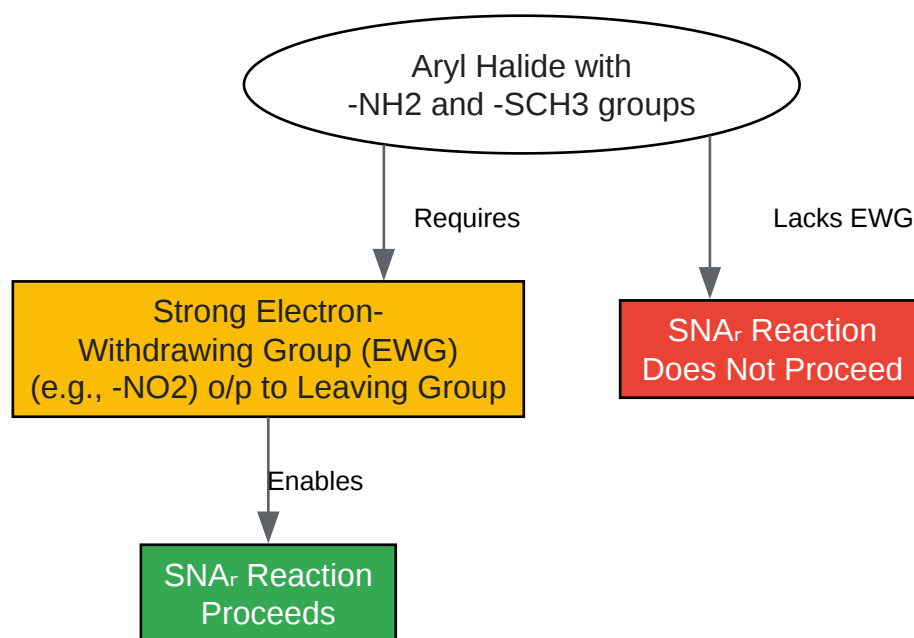 Aryl Halide with
-NH2 and -SCH3 groups
Requires
Lacks EWG
Strong Electron-
Withdrawing Group (EWG)
(e.g., -NO2) o/p to Leaving Group
SNAr Reaction
Does Not Proceed
Enables
SNAr Reaction
Proceeds